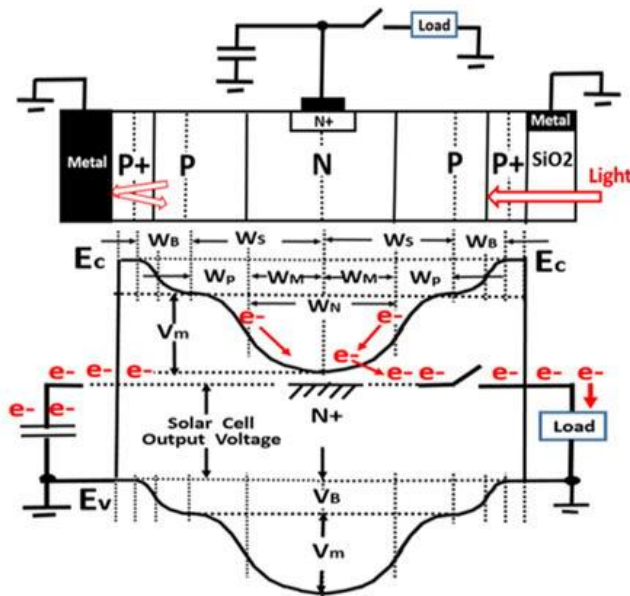 Load
N+
Metal
Metal
P+ P N P P+ SiO2
Light
WB WS WS WB
EC EC
Wp WM WM Wp
WN
Vm
e- e-
e-
e- e- e- e- e- e- e- e- e-
e- e- e-
N+
Solar Cell
Output Voltage
Load
EV
VB
Vm